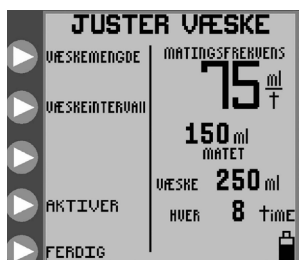 JUSTER VÆSKE
VÆSKEMENGDE
VÆSKEiNTERVAll
AKTIVER
FERDIG
MATINGSFREKVENS
75 ml/t
150 ml
MATET
VÆSKE 250 ml
HVER 8 timE